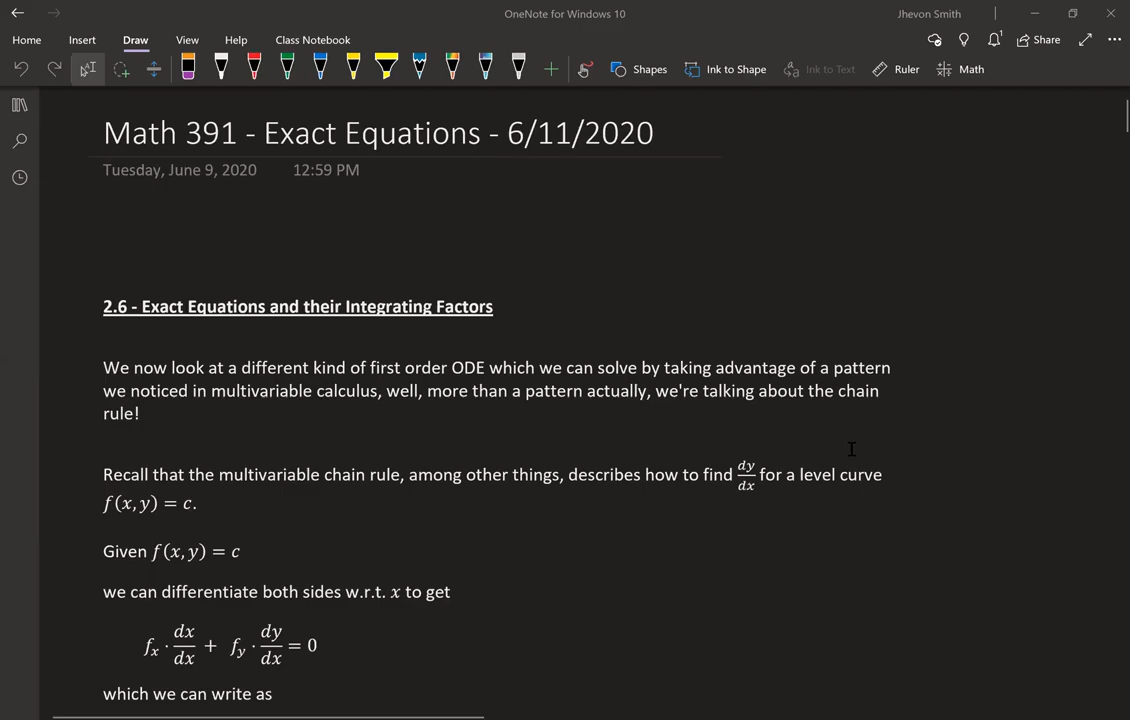 OneNote for Windows 10
Jhevon Smith
Home Insert Draw View Help Class Notebook
Share
Shapes Ink to Shape Ink to Text Ruler Math
Math 391 - Exact Equations - 6/11/2020
Tuesday, June 9, 2020 12:59 PM
2.6 - Exact Equations and their Integrating Factors
We now look at a different kind of first order ODE which we can solve by taking advantage of a pattern
we noticed in multivariable calculus, well, more than a pattern actually, we're talking about the chain
rule!
Recall that the multivariable chain rule, among other things, describes how to find dy/dx for a level curve
f(x, y) = c.
Given f(x, y) = c
we can differentiate both sides w.r.t. x to get
fₓ · dx/dx + f_y · dy/dx = 0
which we can write as